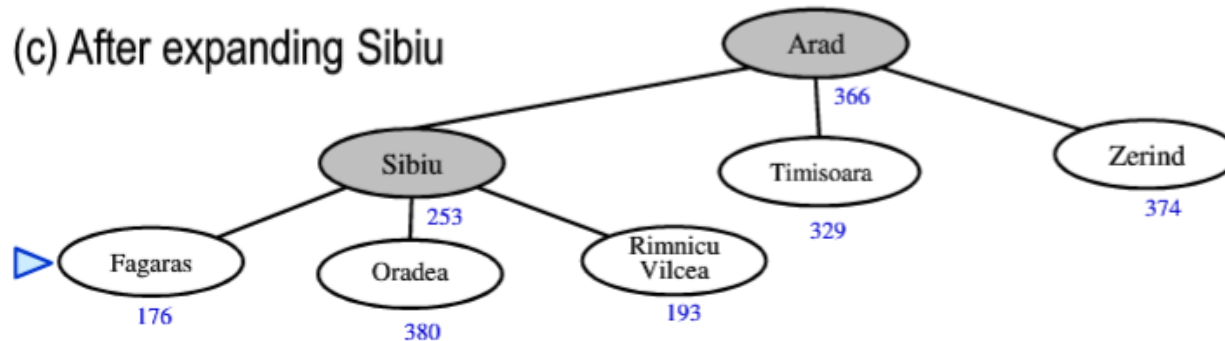 (c) After expanding Sibiu
Arad
366
Sibiu
253
Timisoara
329
Zerind
374
Fagaras
176
Oradea
380
Rimnicu
Vilcea
193